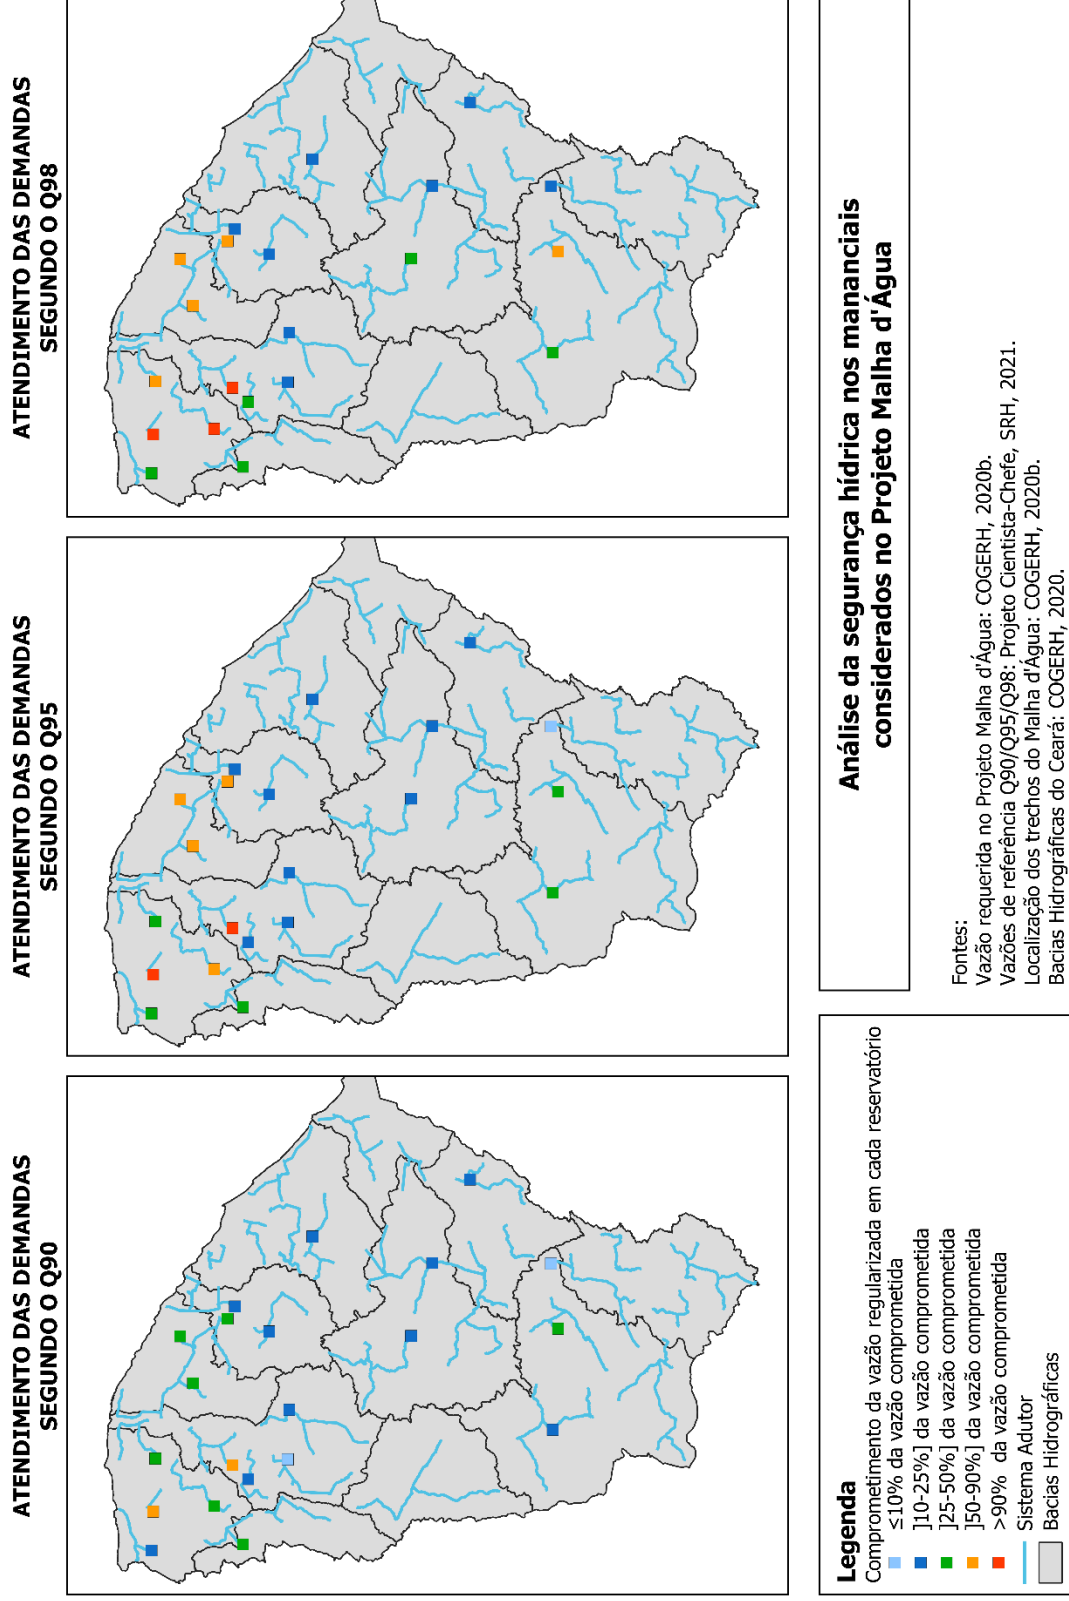 ATENDIMENTO DAS DEMANDAS
SEGUNDO O Q90
ATENDIMENTO DAS DEMANDAS
SEGUNDO O Q95
ATENDIMENTO DAS DEMANDAS
SEGUNDO O Q98
Legenda
Comprometimento da vazão regularizada em cada reservatório
≤10% da vazão comprometida
]10-25%] da vazão comprometida
]25-50%] da vazão comprometida
]50-90%] da vazão comprometida
>90% da vazão comprometida
Sistema Adutor
Bacias Hidrográficas
Análise da segurança hídrica nos mananciais
considerados no Projeto Malha d'Água
Fontes:
Vazão requerida no Projeto Malha d'Água: COGERH, 2020b.
Vazões de referência Q90/Q95/Q98: Projeto Cientista-Chefe, SRH, 2021.
Localização dos trechos do Malha d'Água: COGERH, 2020b.
Bacias Hidrográficas do Ceará: COGERH, 2020.